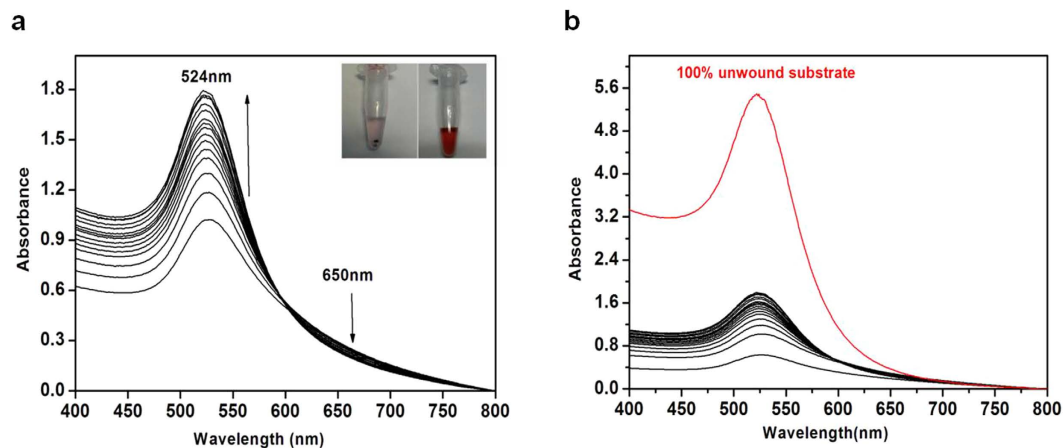 a
524nm
650nm
Absorbance
1.8
1.5
1.2
0.9
0.6
0.3
0.0
400 450 500 550 600 650 700 750 800
Wavelength (nm)
b
100% unwound substrate
Absorbance
5.6
4.8
4.0
3.2
2.4
1.6
0.8
0.0
400 450 500 550 600 650 700 750 800
Wavelength(nm)